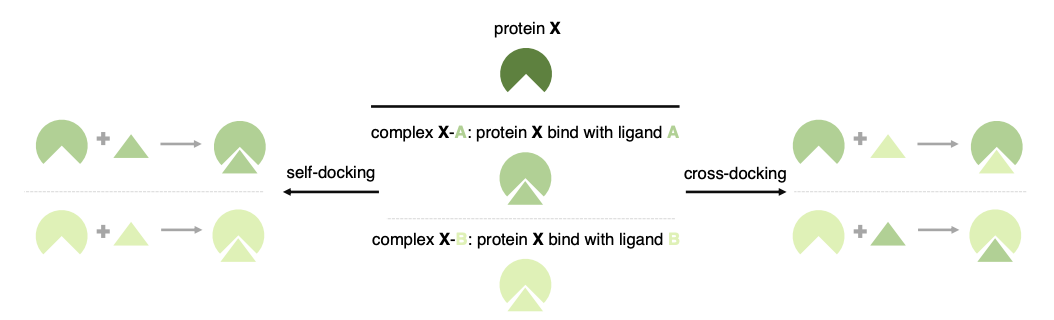 protein X
complex X-A: protein X bind with ligand A
self-docking
cross-docking
complex X-B: protein X bind with ligand B